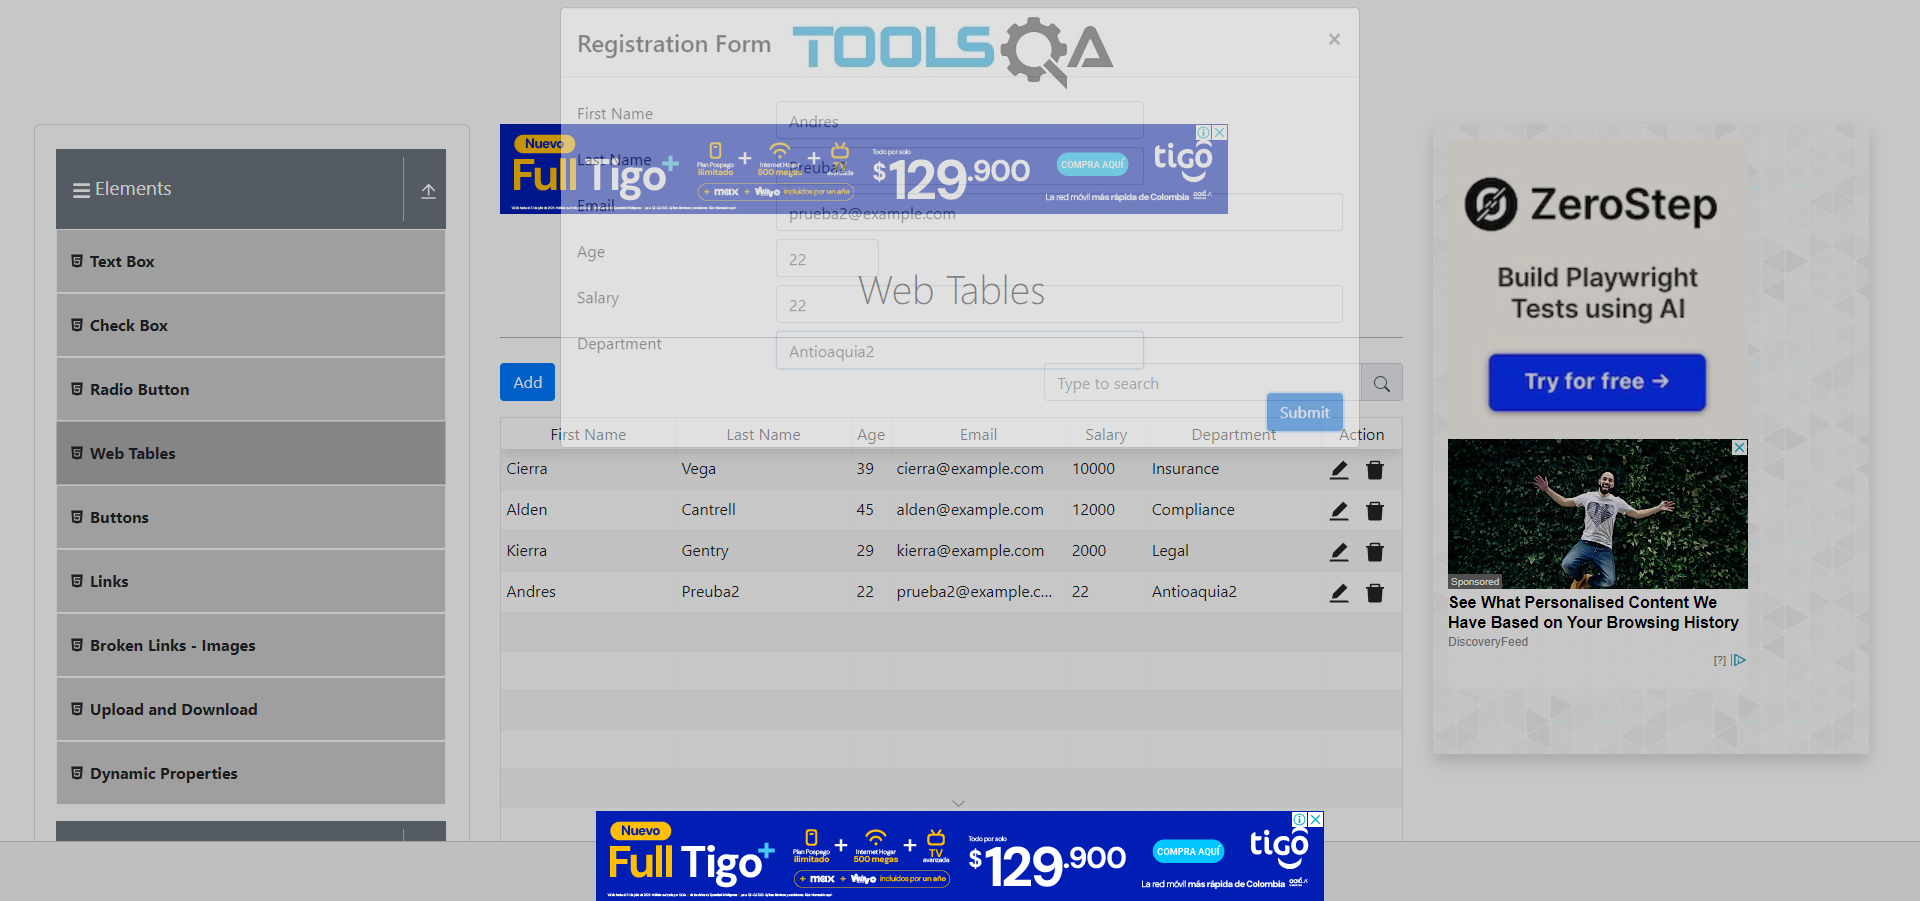 Registration Form
TOOLSQA
×
First Name
Andres
Last Name
Preuba2
Email
prueba2@example.com
Age
22
Salary
22
Department
Antioaquia2
Submit
Nuevo
Full Tigo+
Plan Pospago
ilimitado
+
Internet Hogar
500 megas
+
TV
avanzada
+ max + Vix incluidos por un año
Todo por solo
$129.900
COMPRA AQUÍ
tigo
La red móvil más rápida de Colombia
Elements
Text Box
Check Box
Radio Button
Web Tables
Buttons
Links
Broken Links - Images
Upload and Download
Dynamic Properties
Web Tables
Add
Type to search
First Name Last Name Age Email Salary Department Action
Cierra Vega 39 cierra@example.com 10000 Insurance
Alden Cantrell 45 alden@example.com 12000 Compliance
Kierra Gentry 29 kierra@example.com 2000 Legal
Andres Preuba2 22 prueba2@example.c... 22 Antioaquia2
ZeroStep
Build Playwright
Tests using AI
Try for free →
Sponsored
See What Personalised Content We
Have Based on Your Browsing History
DiscoveryFeed
[?]
Nuevo
Full Tigo+
Plan Pospago
ilimitado
+
Internet Hogar
500 megas
+
TV
avanzada
+ max + incluidos por un año
Todo por solo
$129.900
COMPRA AQUÍ
tigo
La red móvil más rápida de Colombia